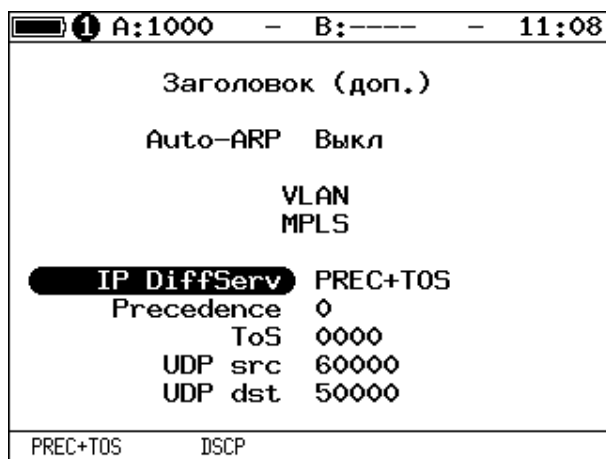 1 A:1000 - B:---- - 11:08
Заголовок (доп.)
Auto-ARP Выкл
VLAN
MPLS
IP DiffServ PREC+TOS
Precedence 0
ToS 0000
UDP src 60000
UDP dst 50000
PREC+TOS DSCP